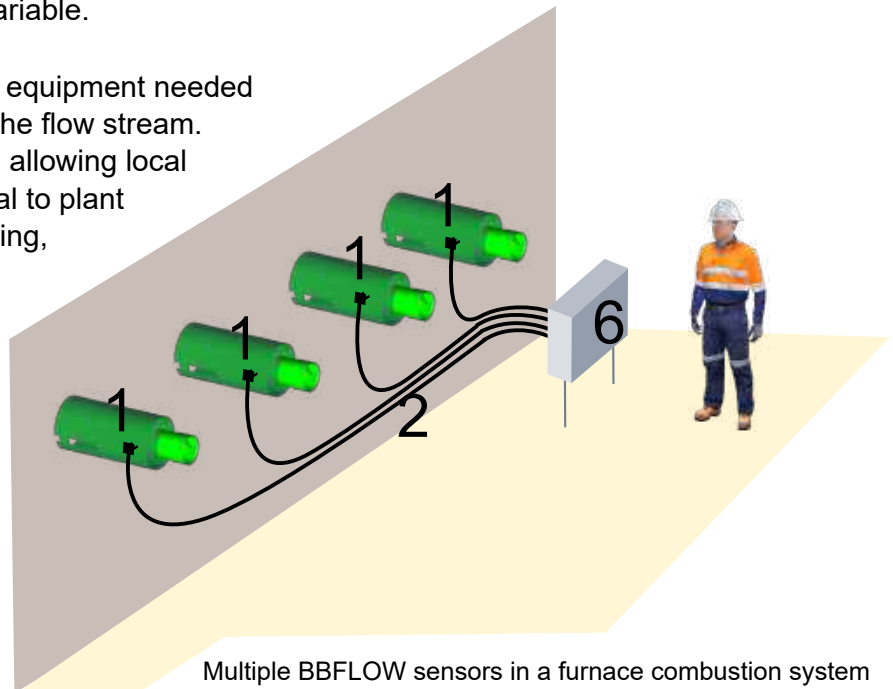 ariable.
equipment needed
he flow stream.
allowing local
al to plant
ing,
1
1
1
1
6
2
Multiple BBFLOW sensors in a furnace combustion system